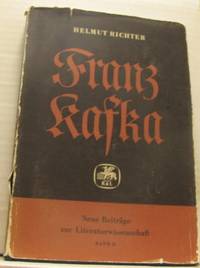 HELMUT RICHTER
Franz
Kafka
R&L
Neue Beiträge
zur Literaturwissenschaft